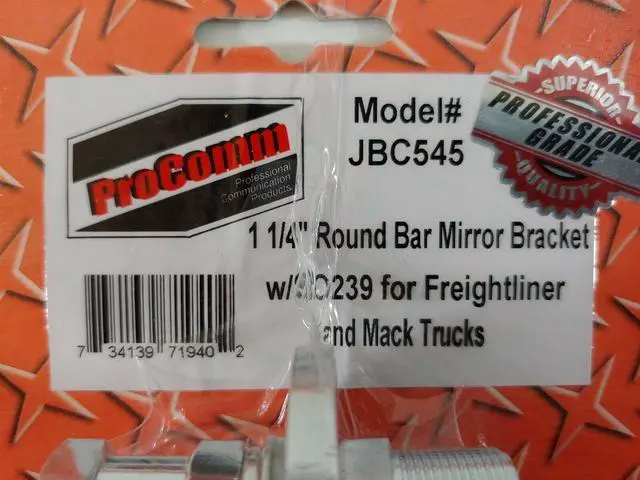 ProComm
Professional
Communication
Products.
Model#
JBC545
SUPERIOR
PROFESSIONAL
GRADE
QUALITY
1 1/4" Round Bar Mirror Bracket
w/SO239 for Freightliner
and Mack Trucks
7 34139 71940 2